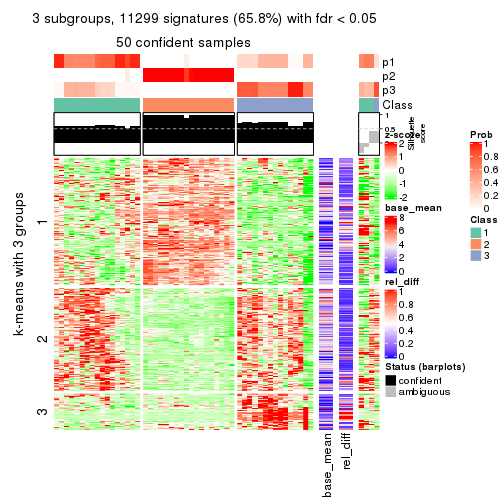 3 subgroups, 11299 signatures (65.8%) with fdr < 0.05
50 confident samples
p1
p2
p3
Class
1
0.5
0
Silhouette
score
k-means with 3 groups
1
2
3
base_mean
rel_diff
z-score
2
1
0
-1
-2
base_mean
8
6
4
2
0
rel_diff
1
0.8
0.6
0.4
0.2
0
Status (barplots)
confident
ambiguous
Prob
1
0.8
0.6
0.4
0.2
0
Class
1
2
3